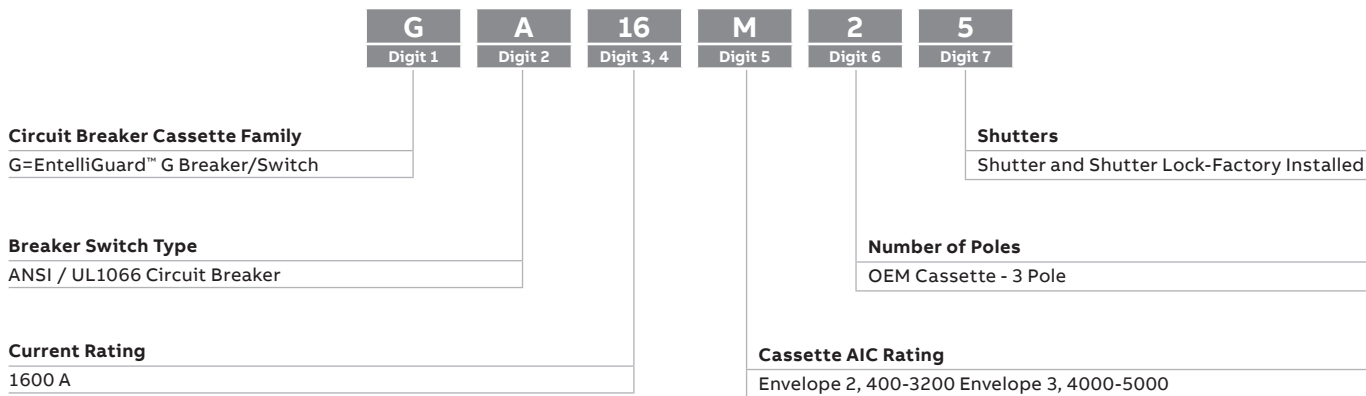 G A 16 M 2 5
Digit 1 Digit 2 Digit 3, 4 Digit 5 Digit 6 Digit 7
Circuit Breaker Cassette Family
G=EntelliGuard™ G Breaker/Switch
Shutters
Shutter and Shutter Lock-Factory Installed
Breaker Switch Type
ANSI / UL1066 Circuit Breaker
Number of Poles
OEM Cassette - 3 Pole
Current Rating
1600 A
Cassette AIC Rating
Envelope 2, 400-3200 Envelope 3, 4000-5000